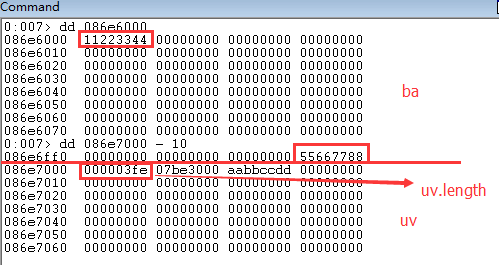 Command
0:007> dd 086e6000
086e6000 11223344 00000000 00000000 00000000
086e6010 00000000 00000000 00000000 00000000
086e6020 00000000 00000000 00000000 00000000
086e6030 00000000 00000000 00000000 00000000
086e6040 00000000 00000000 00000000 00000000
086e6050 00000000 00000000 00000000 00000000
086e6060 00000000 00000000 00000000 00000000
086e6070 00000000 00000000 00000000 00000000
ba
0:007> dd 086e7000 - 10
086e6ff0 00000000 00000000 00000000 55667788
086e7000 000003fe 07be3000 aabbccdd 00000000
086e7010 00000000 00000000 00000000 00000000
uv.length
086e7020 00000000 00000000 00000000 00000000
086e7030 00000000 00000000 00000000 00000000
086e7040 00000000 00000000 00000000 00000000
uv
086e7050 00000000 00000000 00000000 00000000
086e7060 00000000 00000000 00000000 00000000